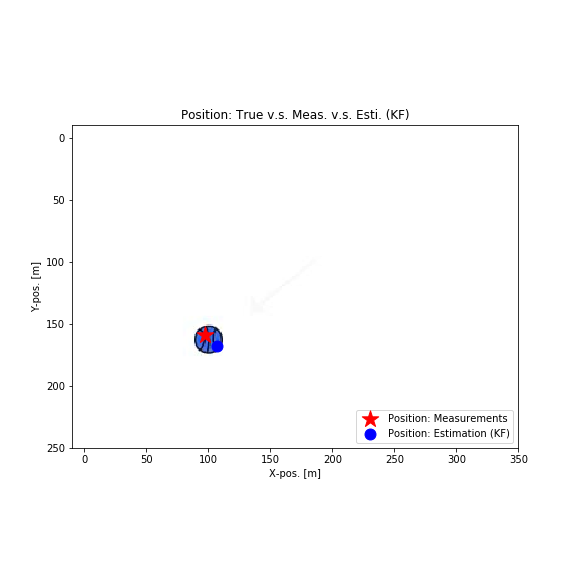 Position: True v.s. Meas. v.s. Esti. (KF)
Y-pos. [m]
0
50
100
150
200
250
0
50
100
150
200
250
300
350
X-pos. [m]
Position: Measurements
Position: Estimation (KF)